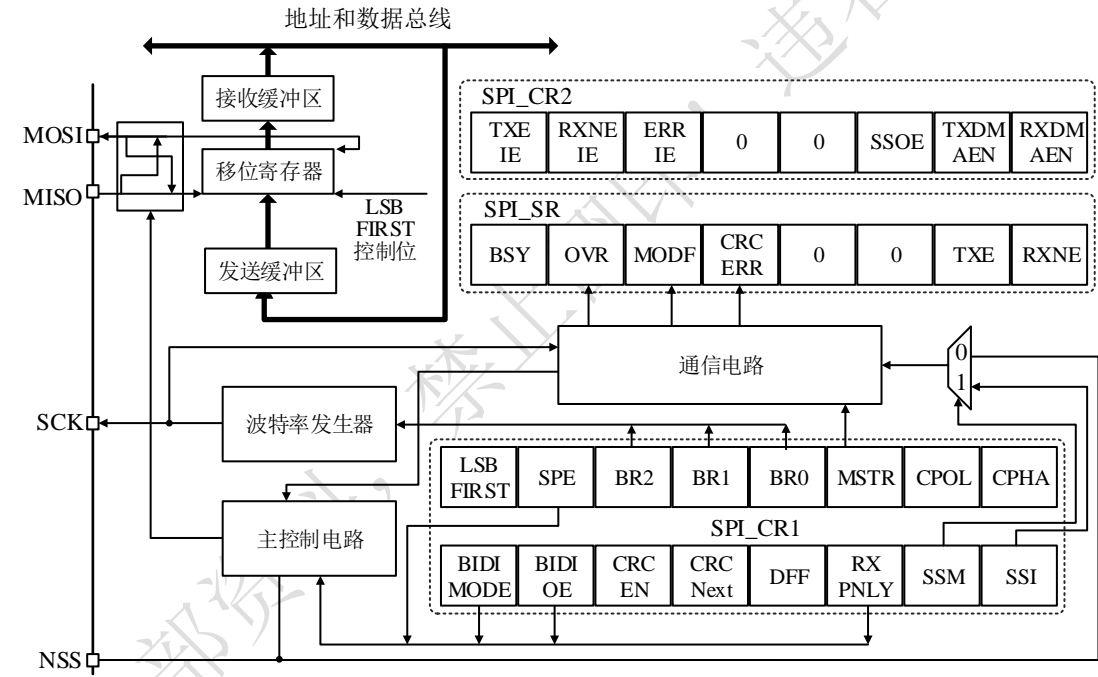 地址和数据总线
接收缓冲区
MOSI
移位寄存器
MISO
LSB
FIRST
控制位
发送缓冲区
SPI_CR2
TXE
IE
RXNE
IE
ERR
IE
0
0
SSOE
TXDM
AEN
RXDM
AEN
SPI_SR
BSY
OVR
MODF
CRC
ERR
0
0
TXE
RXNE
通信电路
0
1
SCK
波特率发生器
LSB
FIRST
SPE
BR2
BR1
BR0
MSTR
CPOL
CPHA
SPI_CR1
主控制电路
BIDI
MODE
BIDI
OE
CRC
EN
CRC
Next
DFF
RX
PNLY
SSM
SSI
NSS